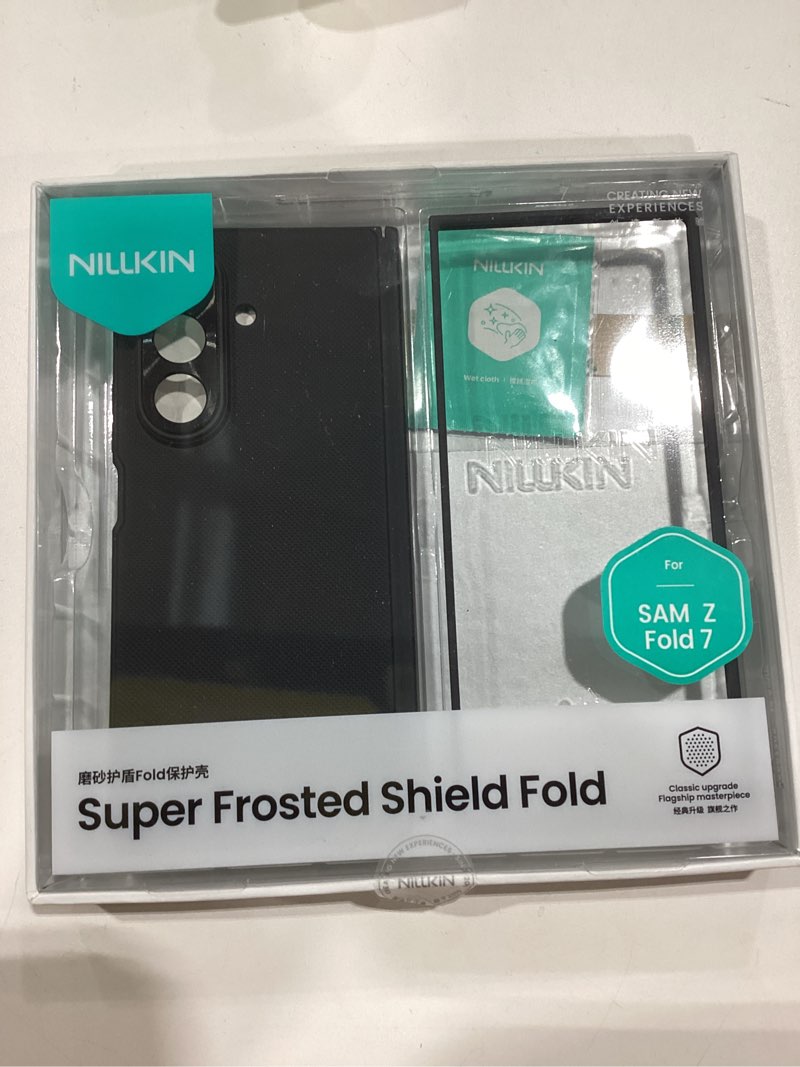 CREATING NEW
EXPERIENCES
NILLKIN
NILLKIN
Wet cloth
NILLKIN
For
SAM Z
Fold 7
磨砂护盾Fold保护壳
Super Frosted Shield Fold
Classic upgrade
Flagship masterpiece
经典升级 旗舰之作
NILLKIN